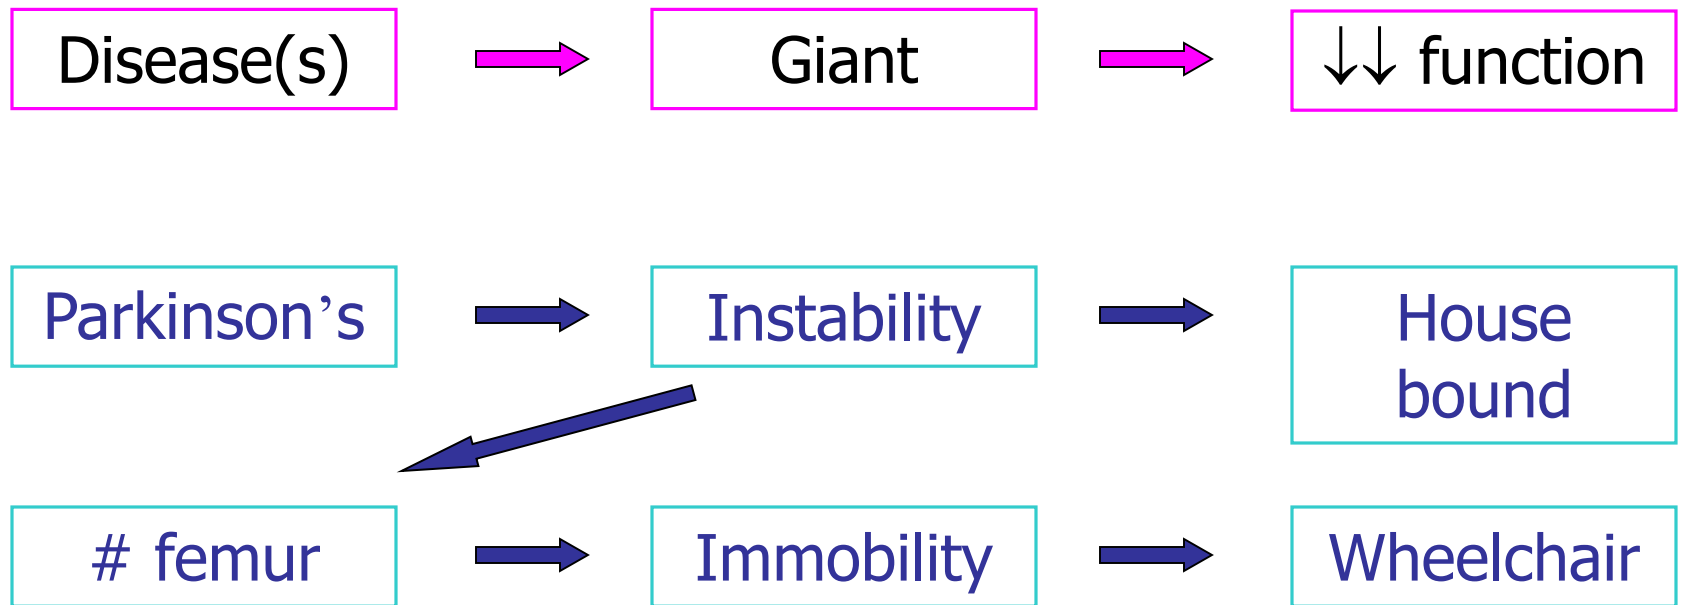 Disease(s)
Giant
↓↓ function
Parkinson’s
Instability
House
bound
# femur
Immobility
Wheelchair